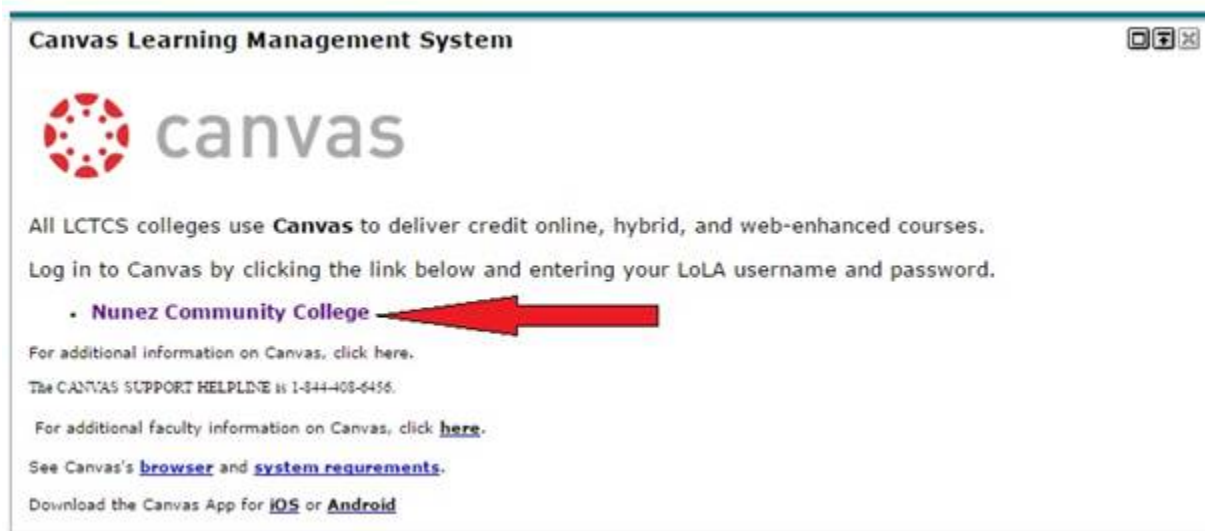 Canvas Learning Management System
canvas
All LCTCS colleges use Canvas to deliver credit online, hybrid, and web-enhanced courses.
Log in to Canvas by clicking the link below and entering your LoLA username and password.
• Nunez Community College
For additional information on Canvas, click here.
The CANVAS SUPPORT HELPLINE is 1-844-408-6456.
For additional faculty information on Canvas, click here.
See Canvas's browser and system requrements.
Download the Canvas App for iOS or Android